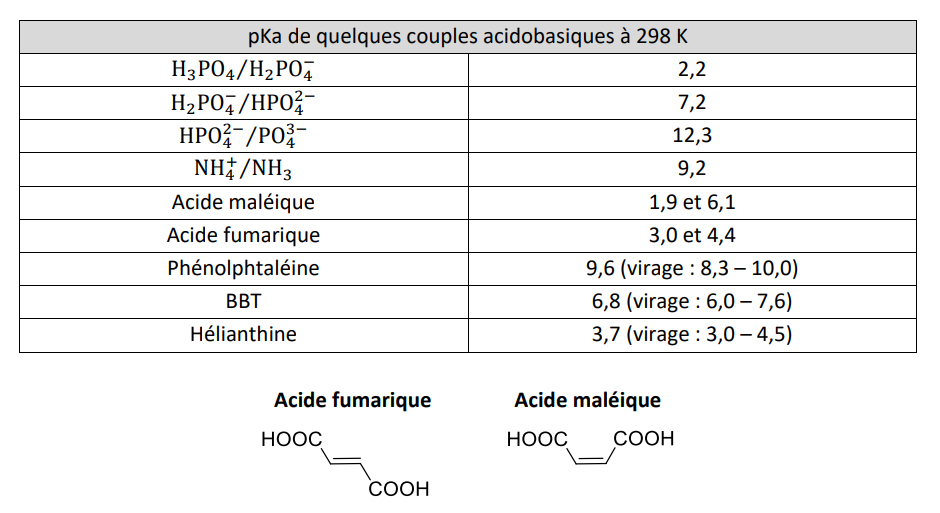 pKa de quelques couples acidobasiques à 298 K
H₃PO₄/H₂PO₄⁻ 2,2
H₂PO₄⁻/HPO₄²⁻ 7,2
HPO₄²⁻/PO₄³⁻ 12,3
NH₄⁺/NH₃ 9,2
Acide maléique 1,9 et 6,1
Acide fumarique 3,0 et 4,4
Phénolphtaléine 9,6 (virage : 8,3 – 10,0)
BBT 6,8 (virage : 6,0 – 7,6)
Hélianthine 3,7 (virage : 3,0 – 4,5)
Acide fumarique Acide maléique
HOOC HOOC COOH
COOH